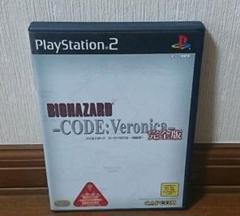 PlayStation 2
BIOHAZARD
-CODE:Veronica-
完全版
CAPCOM